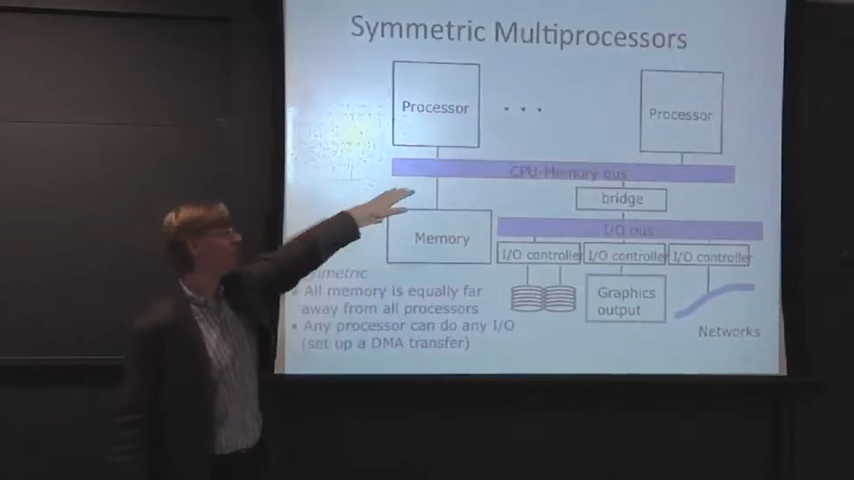 Symmetric Multiprocessors
Processor
. . .
Processor
CPU-Memory bus
bridge
Memory
I/O bus
I/O controller
I/O controller
I/O controller
symmetric
• All memory is equally far
away from all processors
• Any processor can do any I/O
(set up a DMA transfer)
Graphics
output
Networks